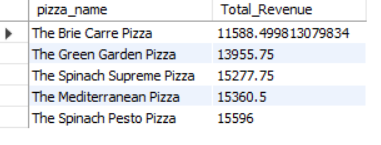 pizza_name Total_Revenue
The Brie Carre Pizza 11588.499813079834
The Green Garden Pizza 13955.75
The Spinach Supreme Pizza 15277.75
The Mediterranean Pizza 15360.5
The Spinach Pesto Pizza 15596